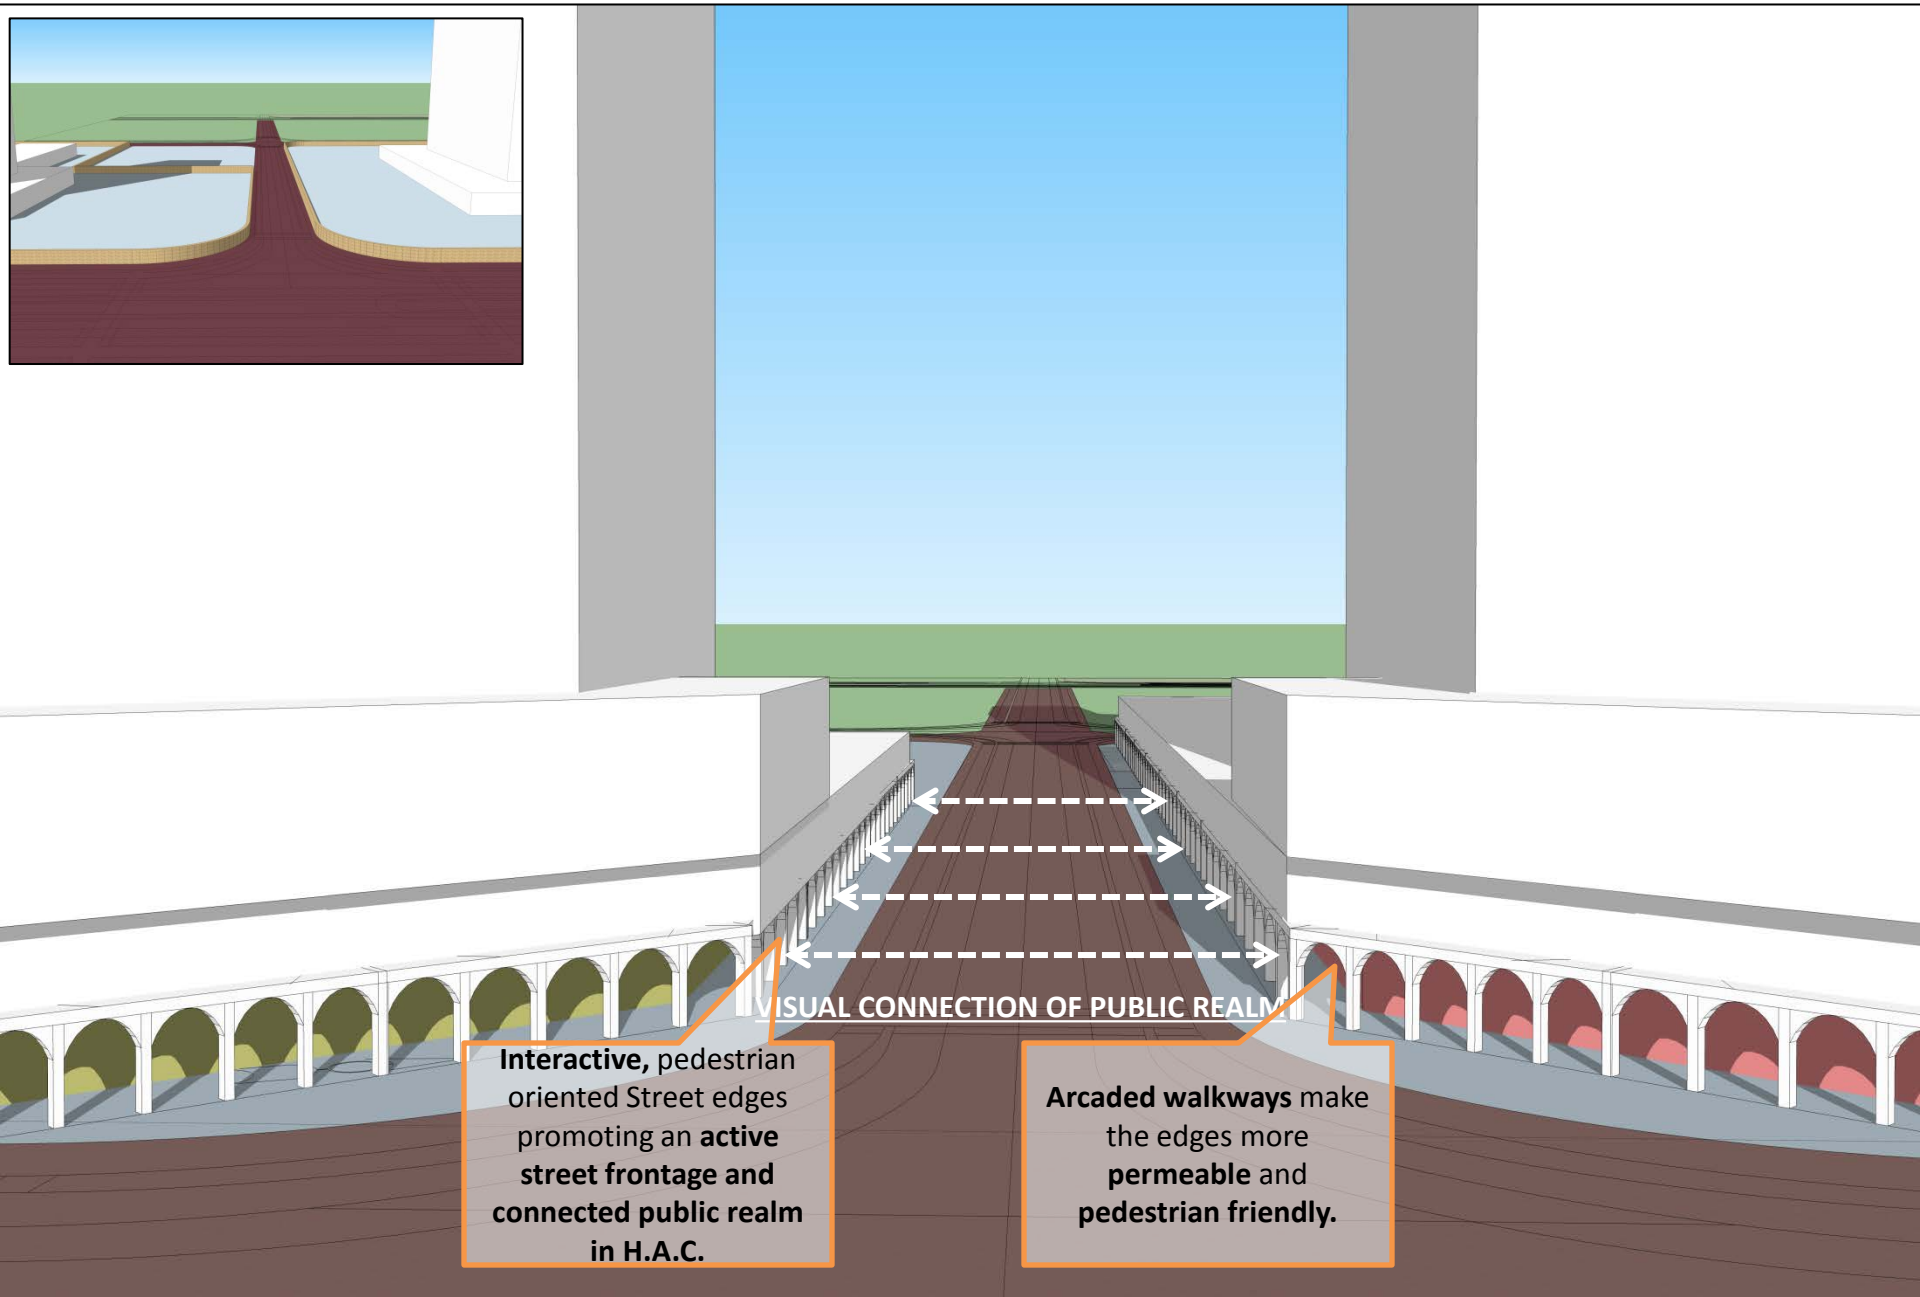 VISUAL CONNECTION OF PUBLIC REALM
Interactive, pedestrian
oriented Street edges
promoting an active
street frontage and
connected public realm
in H.A.C.
Arcaded walkways make
the edges more
permeable and
pedestrian friendly.